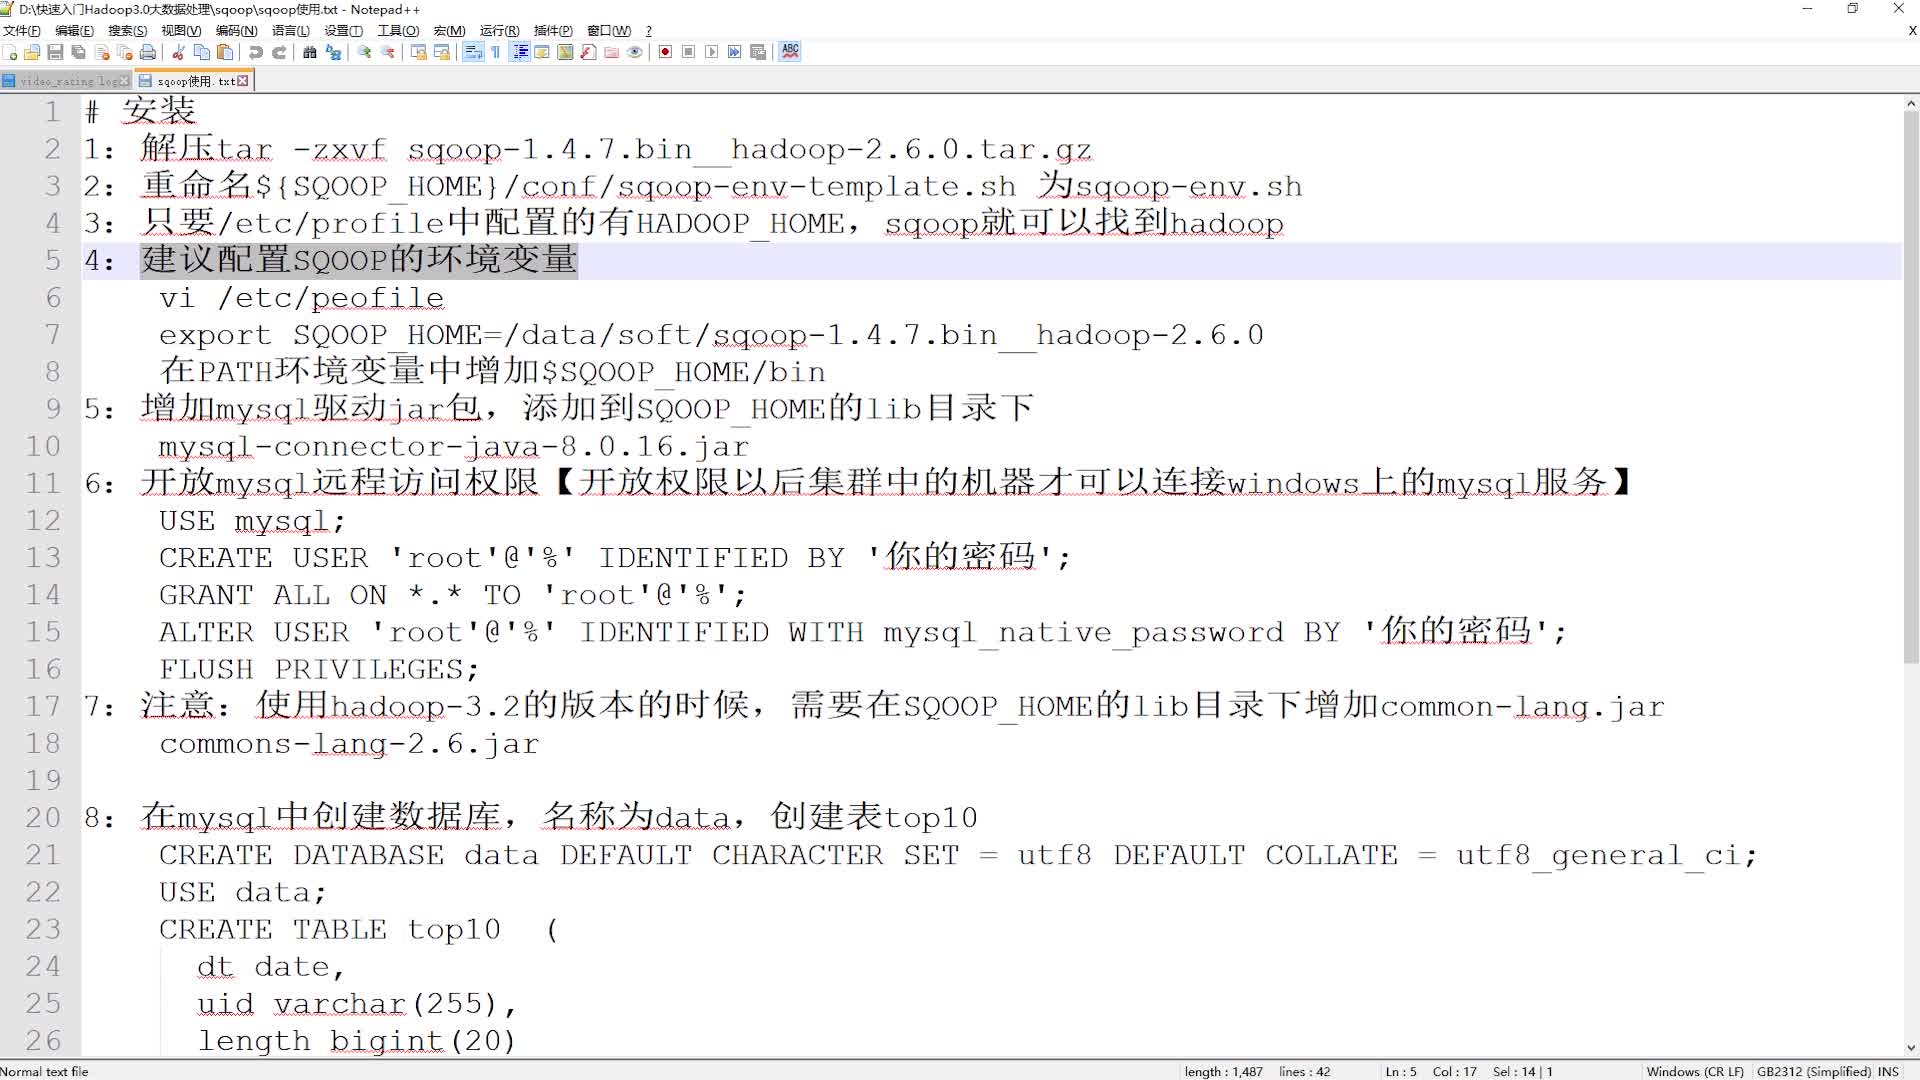 D:\快速入门Hadoop3.0大数据处理\sqoop\sqoop使用.txt - Notepad++
文件(F) 编辑(E) 搜索(S) 视图(V) 编码(N) 语言(L) 设置(T) 工具(O) 宏(M) 运行(R) 插件(P) 窗口(W) ? X
video_rating.log sqoop使用.txt
1 # 安装
2 1: 解压tar -zxvf sqoop-1.4.7.bin__hadoop-2.6.0.tar.gz
3 2: 重命名${SQOOP_HOME}/conf/sqoop-env-template.sh 为sqoop-env.sh
4 3: 只要/etc/profile中配置的有HADOOP_HOME，sqoop就可以找到hadoop
5 4: 建议配置SQOOP的环境变量
6 vi /etc/peofile
7 export SQOOP_HOME=/data/soft/sqoop-1.4.7.bin__hadoop-2.6.0
8 在PATH环境变量中增加$SQOOP_HOME/bin
9 5: 增加mysql驱动jar包，添加到SQOOP_HOME的lib目录下
10 mysql-connector-java-8.0.16.jar
11 6: 开放mysql远程访问权限【开放权限以后集群中的机器才可以连接windows上的mysql服务】
12 USE mysql;
13 CREATE USER 'root'@'%' IDENTIFIED BY '你的密码';
14 GRANT ALL ON *.* TO 'root'@'%';
15 ALTER USER 'root'@'%' IDENTIFIED WITH mysql_native_password BY '你的密码';
16 FLUSH PRIVILEGES;
17 7: 注意: 使用hadoop-3.2的版本的时候，需要在SQOOP_HOME的lib目录下增加common-lang.jar
18 commons-lang-2.6.jar
19
20 8: 在mysql中创建数据库，名称为data，创建表top10
21 CREATE DATABASE data DEFAULT CHARACTER SET = utf8 DEFAULT COLLATE = utf8_general_ci;
22 USE data;
23 CREATE TABLE top10 (
24 dt date,
25 uid varchar(255),
26 length bigint(20)
Normal text file length : 1,487 lines : 42 Ln : 5 Col : 17 Sel : 14 | 1 Windows (CR LF) GB2312 (Simplified) INS